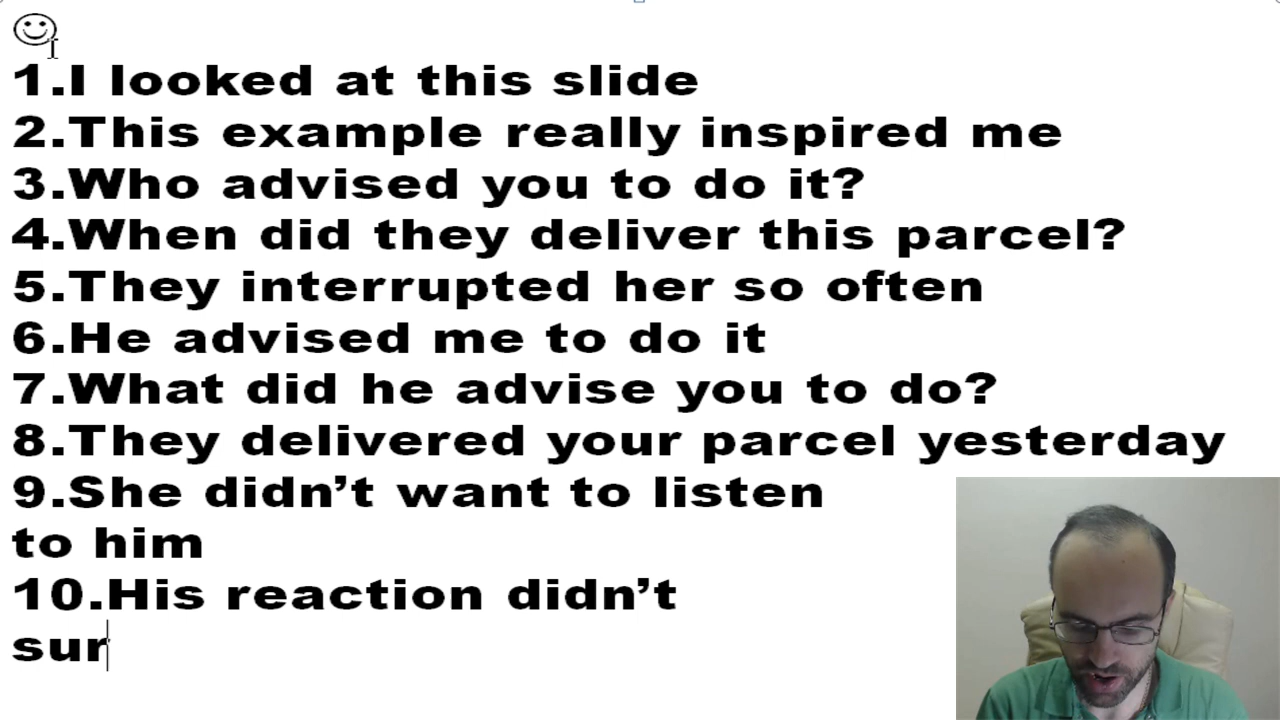 1.I looked at this slide
2.This example really inspired me
3.Who advised you to do it?
4.When did they deliver this parcel?
5.They interrupted her so often
6.He advised me to do it
7.What did he advise you to do?
8.They delivered your parcel yesterday
9.She didn’t want to listen
to him
10.His reaction didn’t
sur